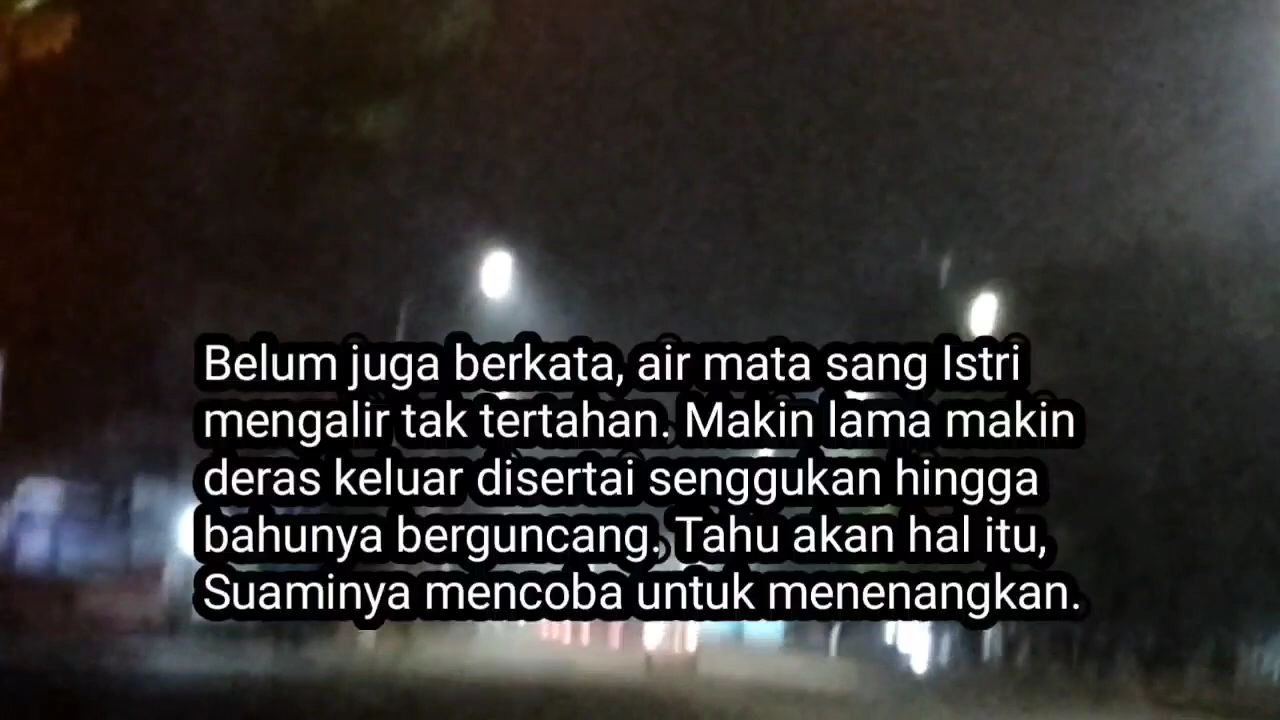 Belum juga berkata, air mata sang Istri
mengalir tak tertahan. Makin lama makin
deras keluar disertai senggukan hingga
bahunya berguncang. Tahu akan hal itu,
Suaminya mencoba untuk menenangkan.